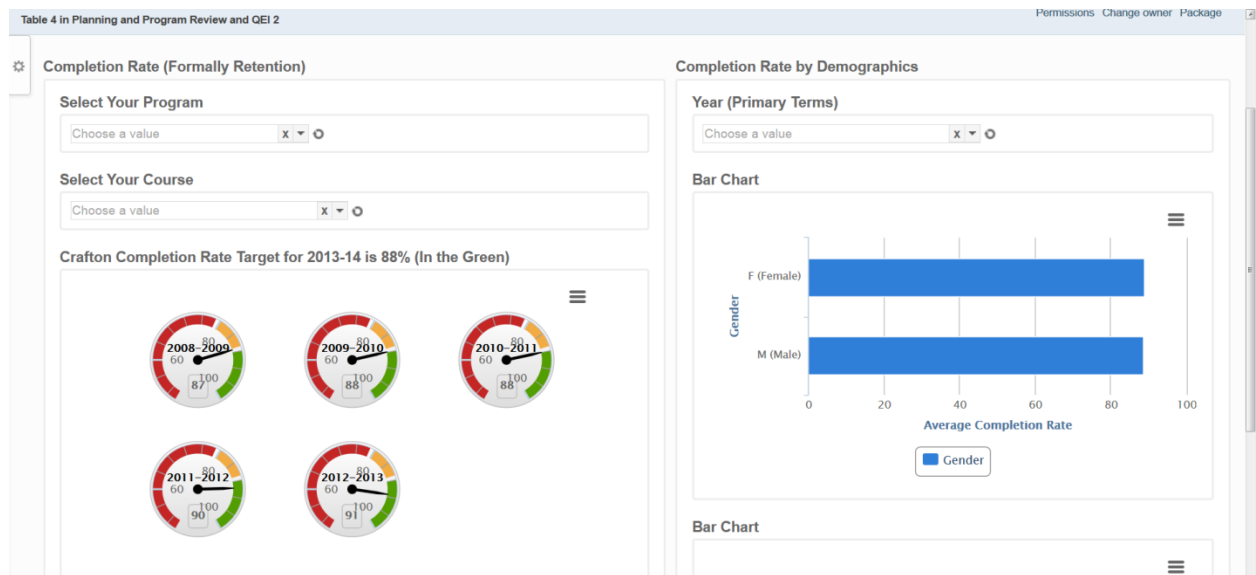 Table 4 in Planning and Program Review and QEI 2
Permissions Change owner Package
Completion Rate (Formally Retention)
Select Your Program
Choose a value
x
Select Your Course
Choose a value
x
Crafton Completion Rate Target for 2013-14 is 88% (In the Green)
2008-2009
60
80
100
87
2009-2010
60
80
100
88
2010-2011
60
80
100
88
2011-2012
60
80
100
90
2012-2013
60
80
100
91
Completion Rate by Demographics
Year (Primary Terms)
Choose a value
x
Bar Chart
Gender
F (Female)
M (Male)
0 20 40 60 80 100
Average Completion Rate
Gender
Bar Chart